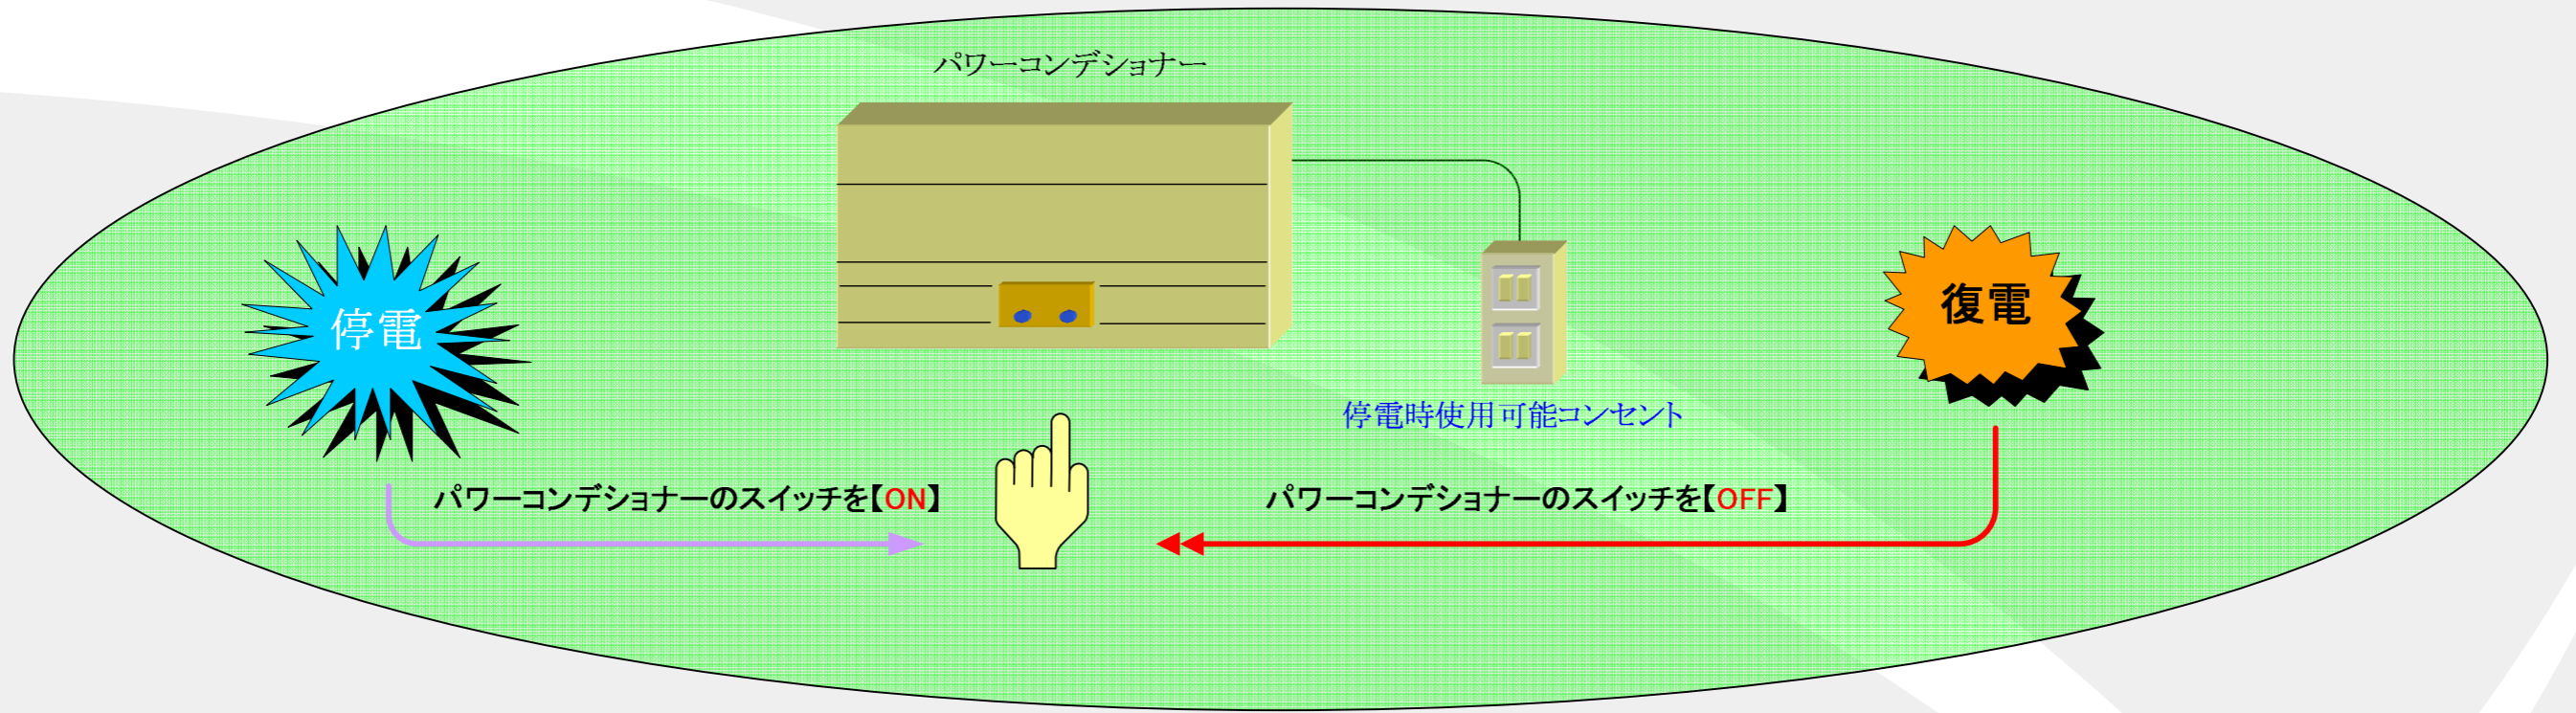 パワーコンデショナー
停電
復電
停電時使用可能コンセント
パワーコンデショナーのスイッチを【ON】
パワーコンデショナーのスイッチを【OFF】